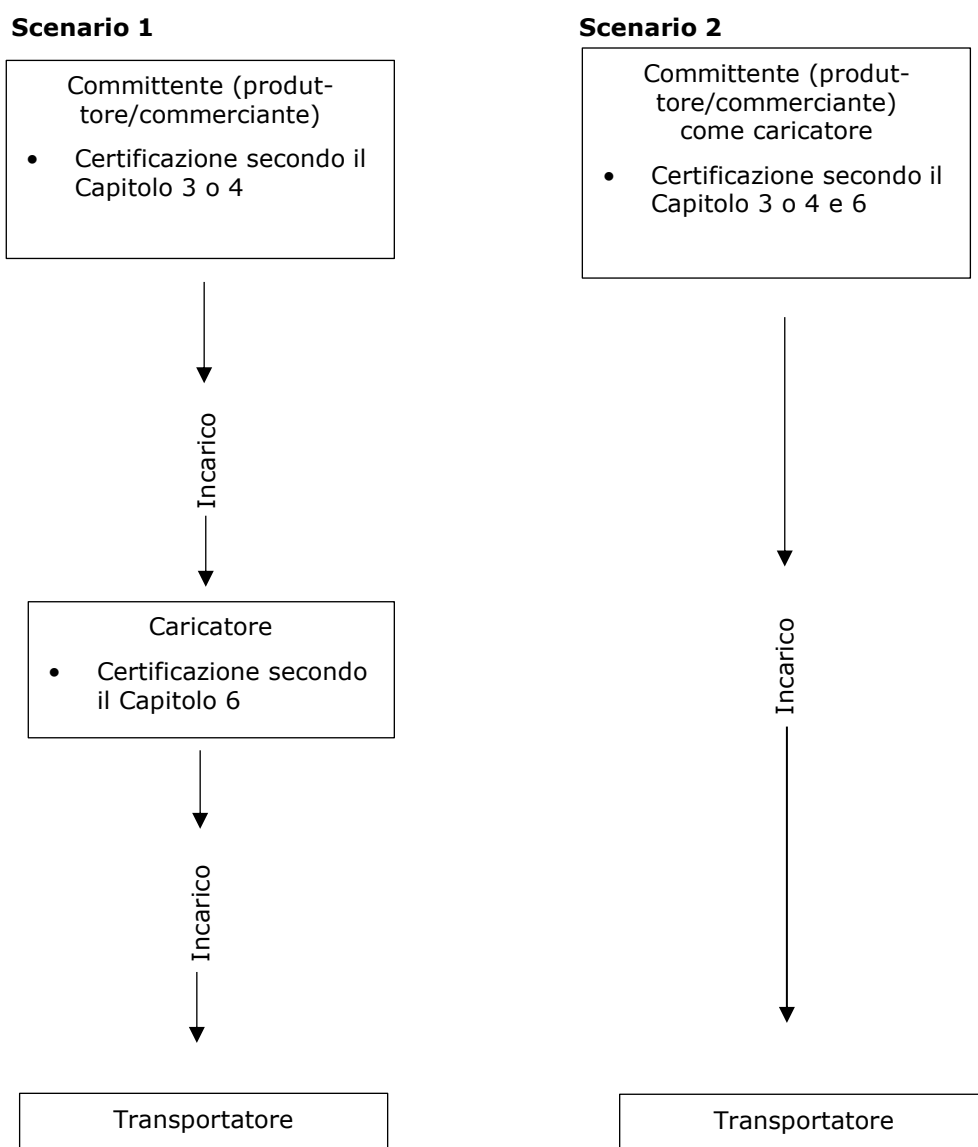 Scenario 1
Committente (produt-
tore/commerciante)
• Certificazione secondo il
Capitolo 3 o 4
Incarico
Caricatore
• Certificazione secondo
il Capitolo 6
Incarico
Transportatore
Scenario 2
Committente (produt-
tore/commerciante)
come caricatore
• Certificazione secondo il
Capitolo 3 o 4 e 6
Incarico
Transportatore